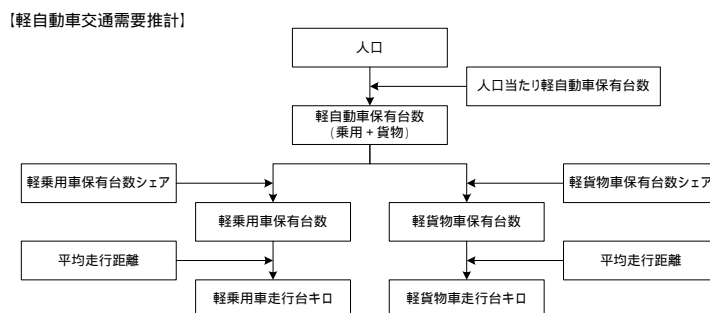 【軽自動車交通需要推計】
人口
人口当たり軽自動車保有台数
軽自動車保有台数
(乗用+貨物)
軽乗用車保有台数シェア
軽貨物車保有台数シェア
軽乗用車保有台数
軽貨物車保有台数
平均走行距離
平均走行距離
軽乗用車走行台キロ
軽貨物車走行台キロ